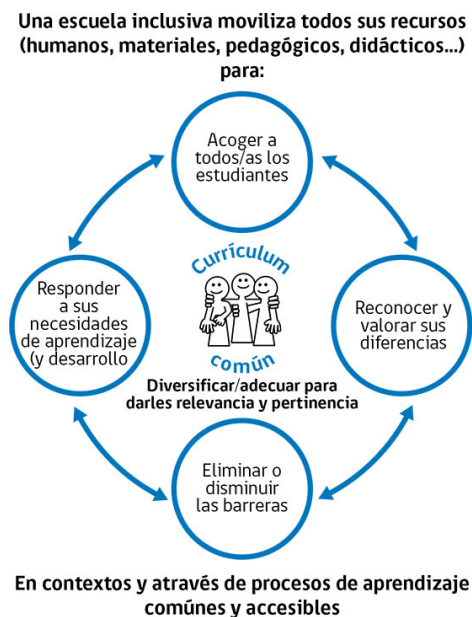 Una escuela inclusiva moviliza todos sus recursos
(humanos, materiales, pedagógicos, didácticos...)
para:
Acoger a
todos/as los
estudiantes
Responder
a sus
necesidades
de aprendizaje
(y desarrollo
Currículum
común
Reconocer y
valorar sus
diferencias
Diversificar/adecuar para
darles relevancia y pertinencia
Eliminar o
disminuir
las barreras
En contextos y através de procesos de aprendizaje
comúnes y accesibles